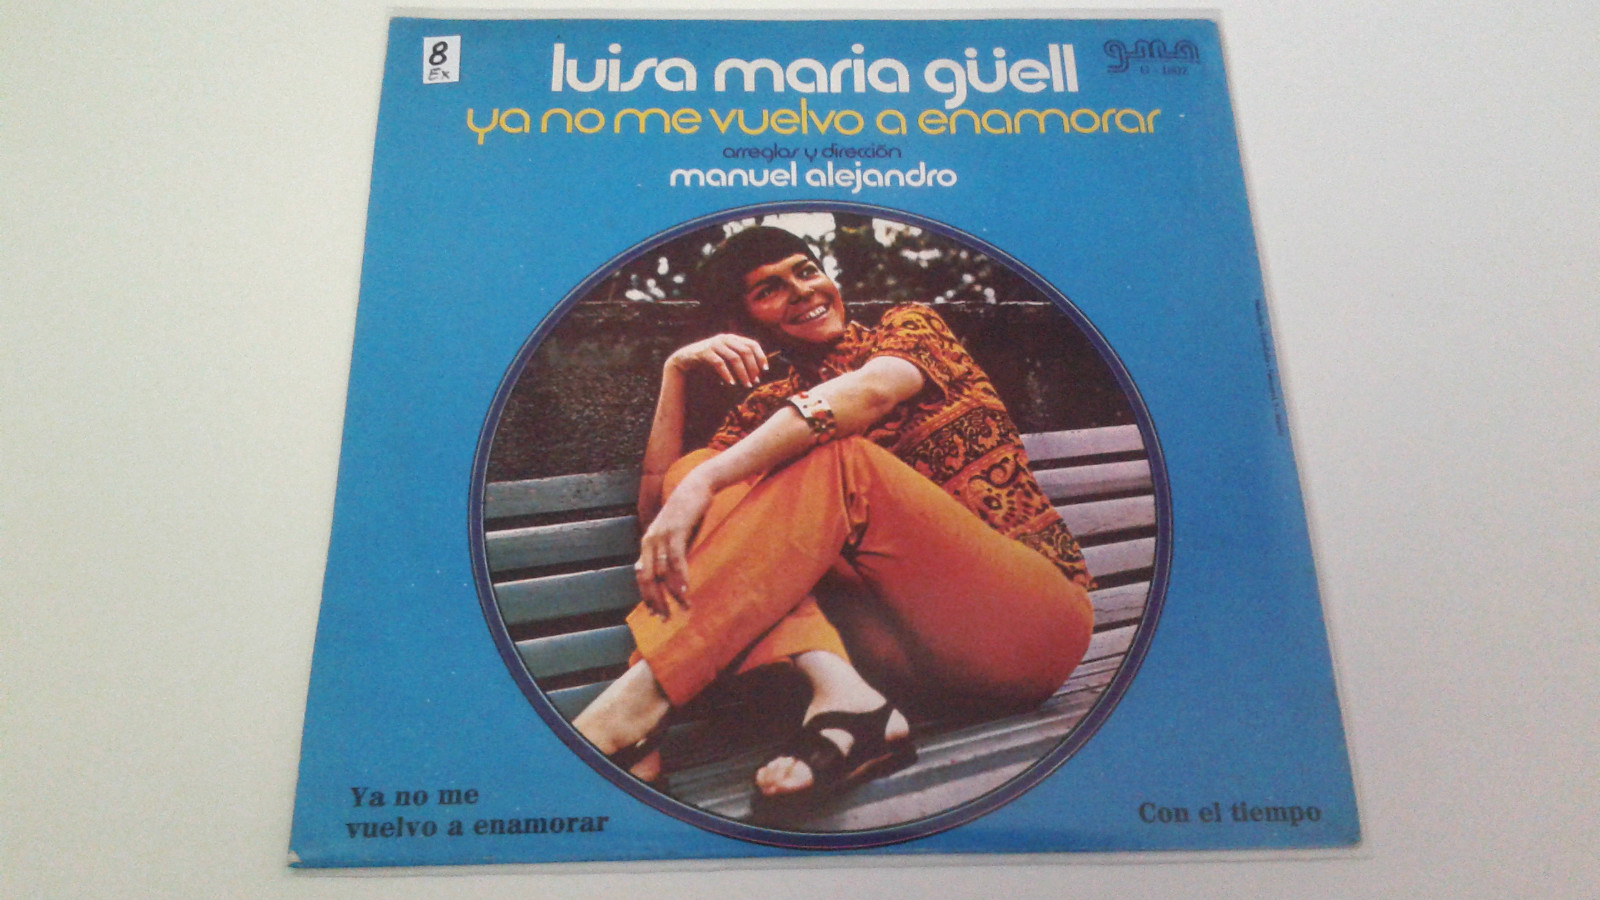 8
Ex
luisa maria güell
gma
ya no me vuelvo a enamorar
arreglos y dirección
manuel alejandro
Ya no me
vuelvo a enamorar
Con el tiempo